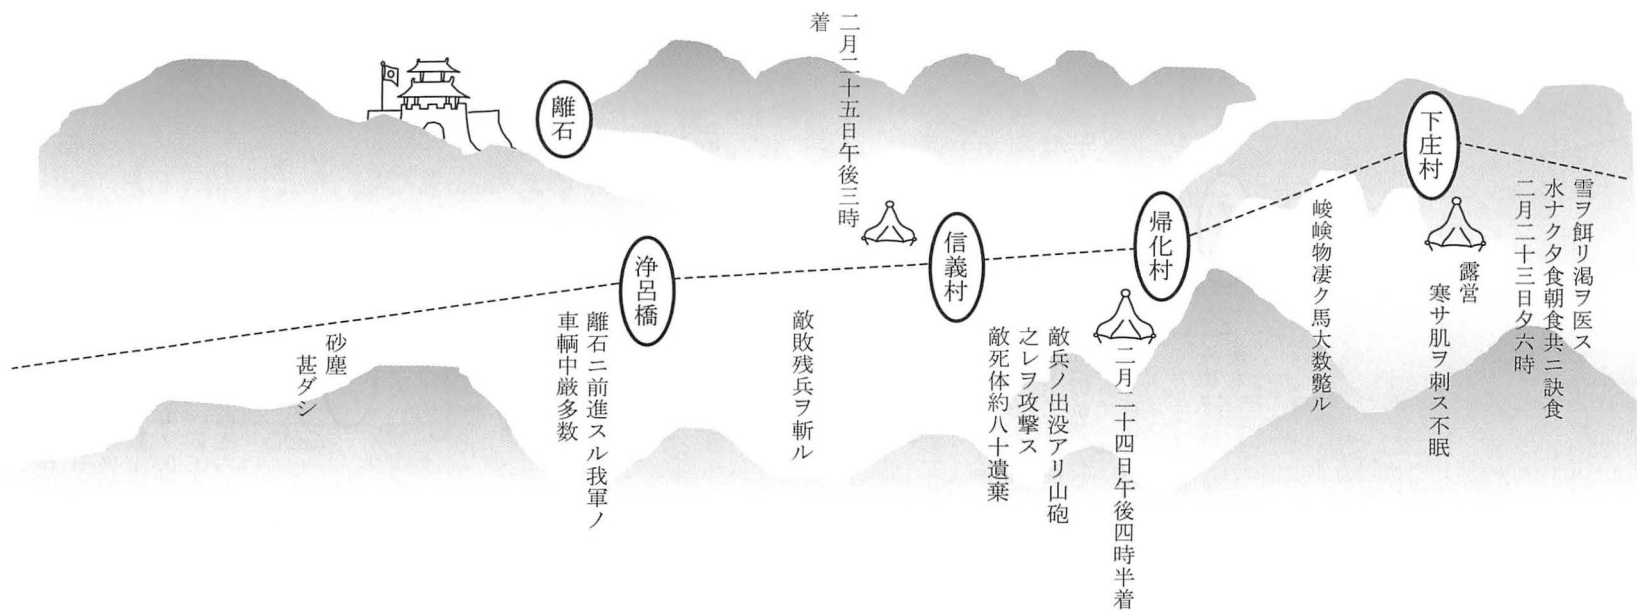 雪ヲ餌リ渇ヲ医ス
水ナク夕食朝食共ニ訣食
二月二十三日夕六時
下庄村
露営
寒サ肌ヲ刺ス不眠
峻険物凄ク馬大数斃ル
帰化村
二月二十四日午後四時半着
敵兵ノ出没アリ山砲
之レヲ攻撃ス
敵死体約八十遺棄
信義村
二月二十五日午後三時
着
敵敗残兵ヲ斬ル
浄呂橋
離石ニ前進スル我軍ノ
車輌中厳多数
離石
砂塵
甚ダシ